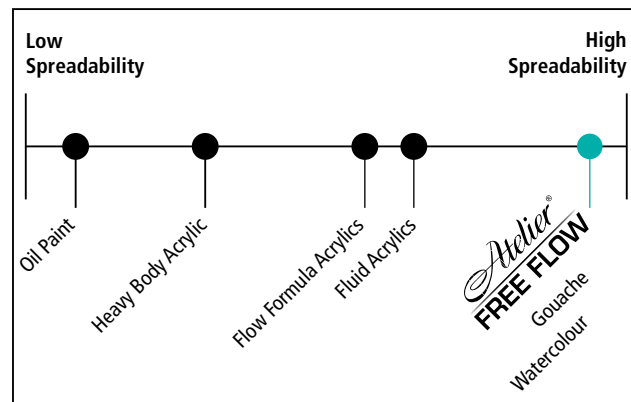 Low
Spreadability
High
Spreadability
Oil Paint
Heavy Body Acrylic
Flow Formula Acrylics
Fluid Acrylics
Atelier®
FREE FLOW
Gouache
Watercolour